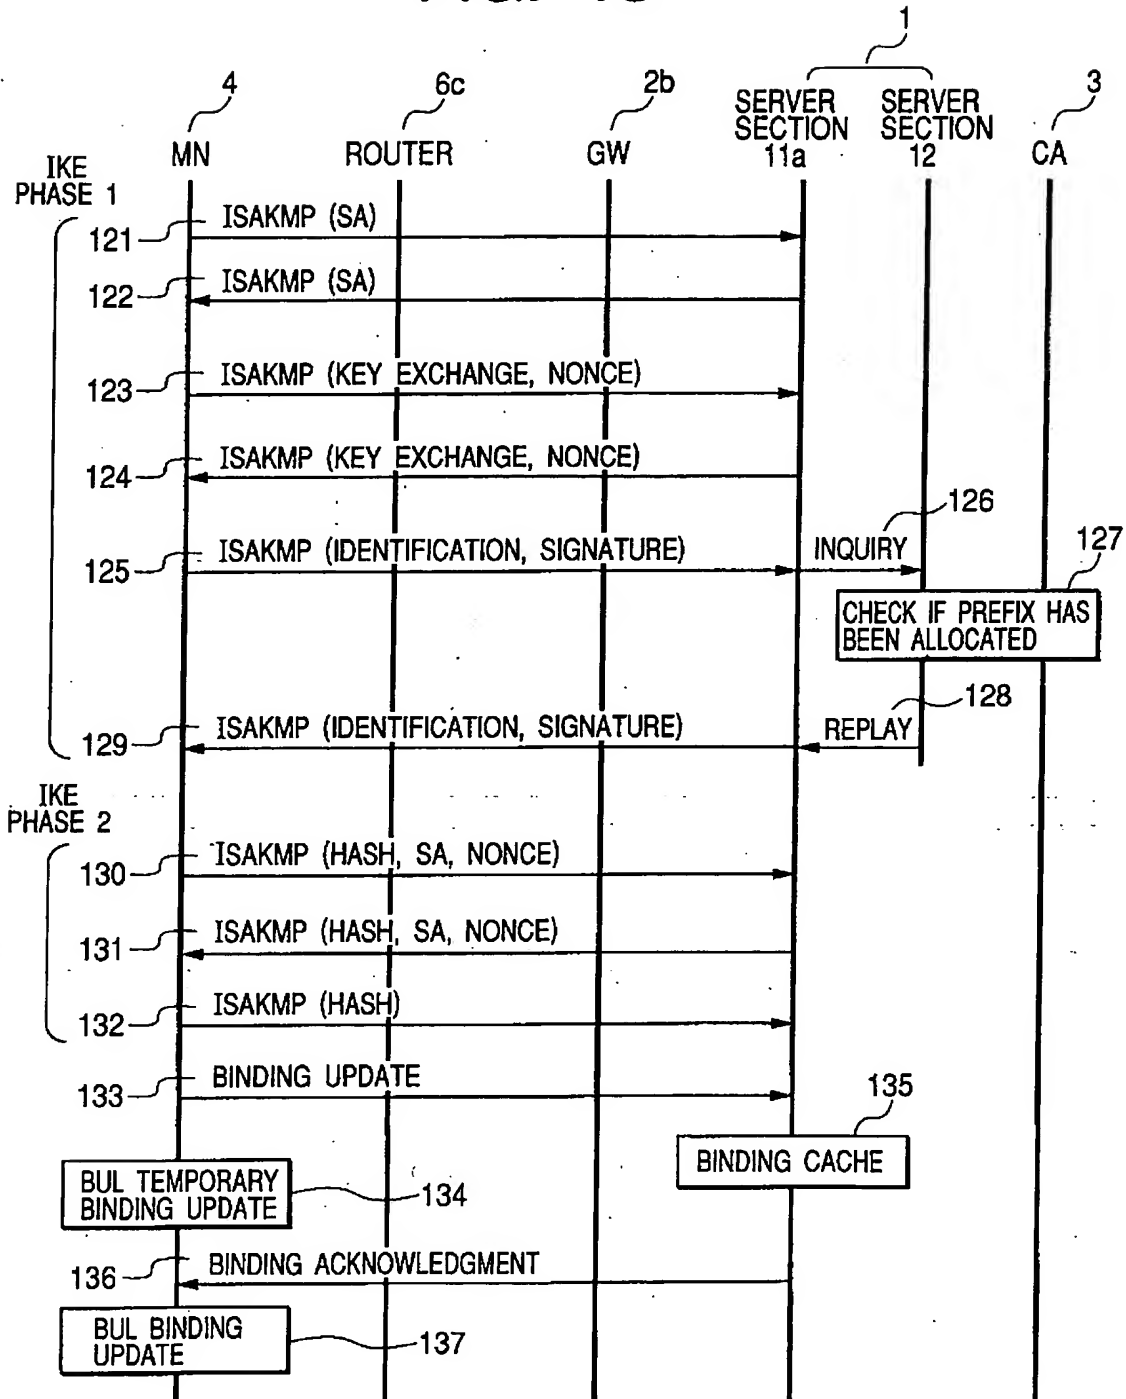 1
4
6c
2b
3
SERVER
SECTION
11a
SERVER
SECTION
12
MN
ROUTER
GW
CA
IKE
PHASE 1
121
ISAKMP (SA)
122
ISAKMP (SA)
123
ISAKMP (KEY EXCHANGE, NONCE)
124
ISAKMP (KEY EXCHANGE, NONCE)
126
125
ISAKMP (IDENTIFICATION, SIGNATURE)
INQUIRY
127
CHECK IF PREFIX HAS
BEEN ALLOCATED
128
129
ISAKMP (IDENTIFICATION, SIGNATURE)
REPLAY
IKE
PHASE 2
130
ISAKMP (HASH, SA, NONCE)
131
ISAKMP (HASH, SA, NONCE)
132
ISAKMP (HASH)
133
BINDING UPDATE
135
BINDING CACHE
BUL TEMPORARY
BINDING UPDATE
134
136
BINDING ACKNOWLEDGMENT
BUL BINDING
UPDATE
137